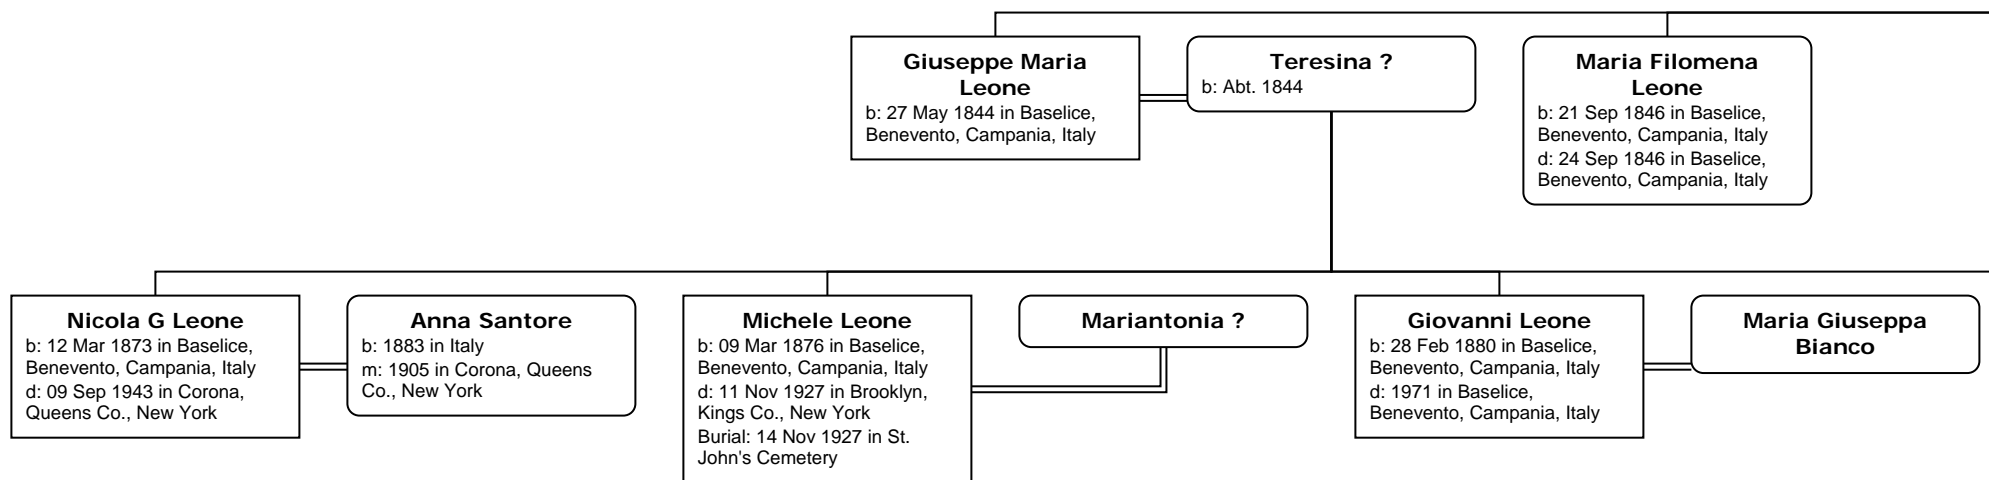 Giuseppe Maria
Leone
b: 27 May 1844 in Baselice,
Benevento, Campania, Italy
Teresina ?
b: Abt. 1844
Maria Filomena
Leone
b: 21 Sep 1846 in Baselice,
Benevento, Campania, Italy
d: 24 Sep 1846 in Baselice,
Benevento, Campania, Italy
Nicola G Leone
b: 12 Mar 1873 in Baselice,
Benevento, Campania, Italy
d: 09 Sep 1943 in Corona,
Queens Co., New York
Anna Santore
b: 1883 in Italy
m: 1905 in Corona, Queens
Co., New York
Michele Leone
b: 09 Mar 1876 in Baselice,
Benevento, Campania, Italy
d: 11 Nov 1927 in Brooklyn,
Kings Co., New York
Burial: 14 Nov 1927 in St.
John's Cemetery
Mariantonia ?
Giovanni Leone
b: 28 Feb 1880 in Baselice,
Benevento, Campania, Italy
d: 1971 in Baselice,
Benevento, Campania, Italy
Maria Giuseppa
Bianco